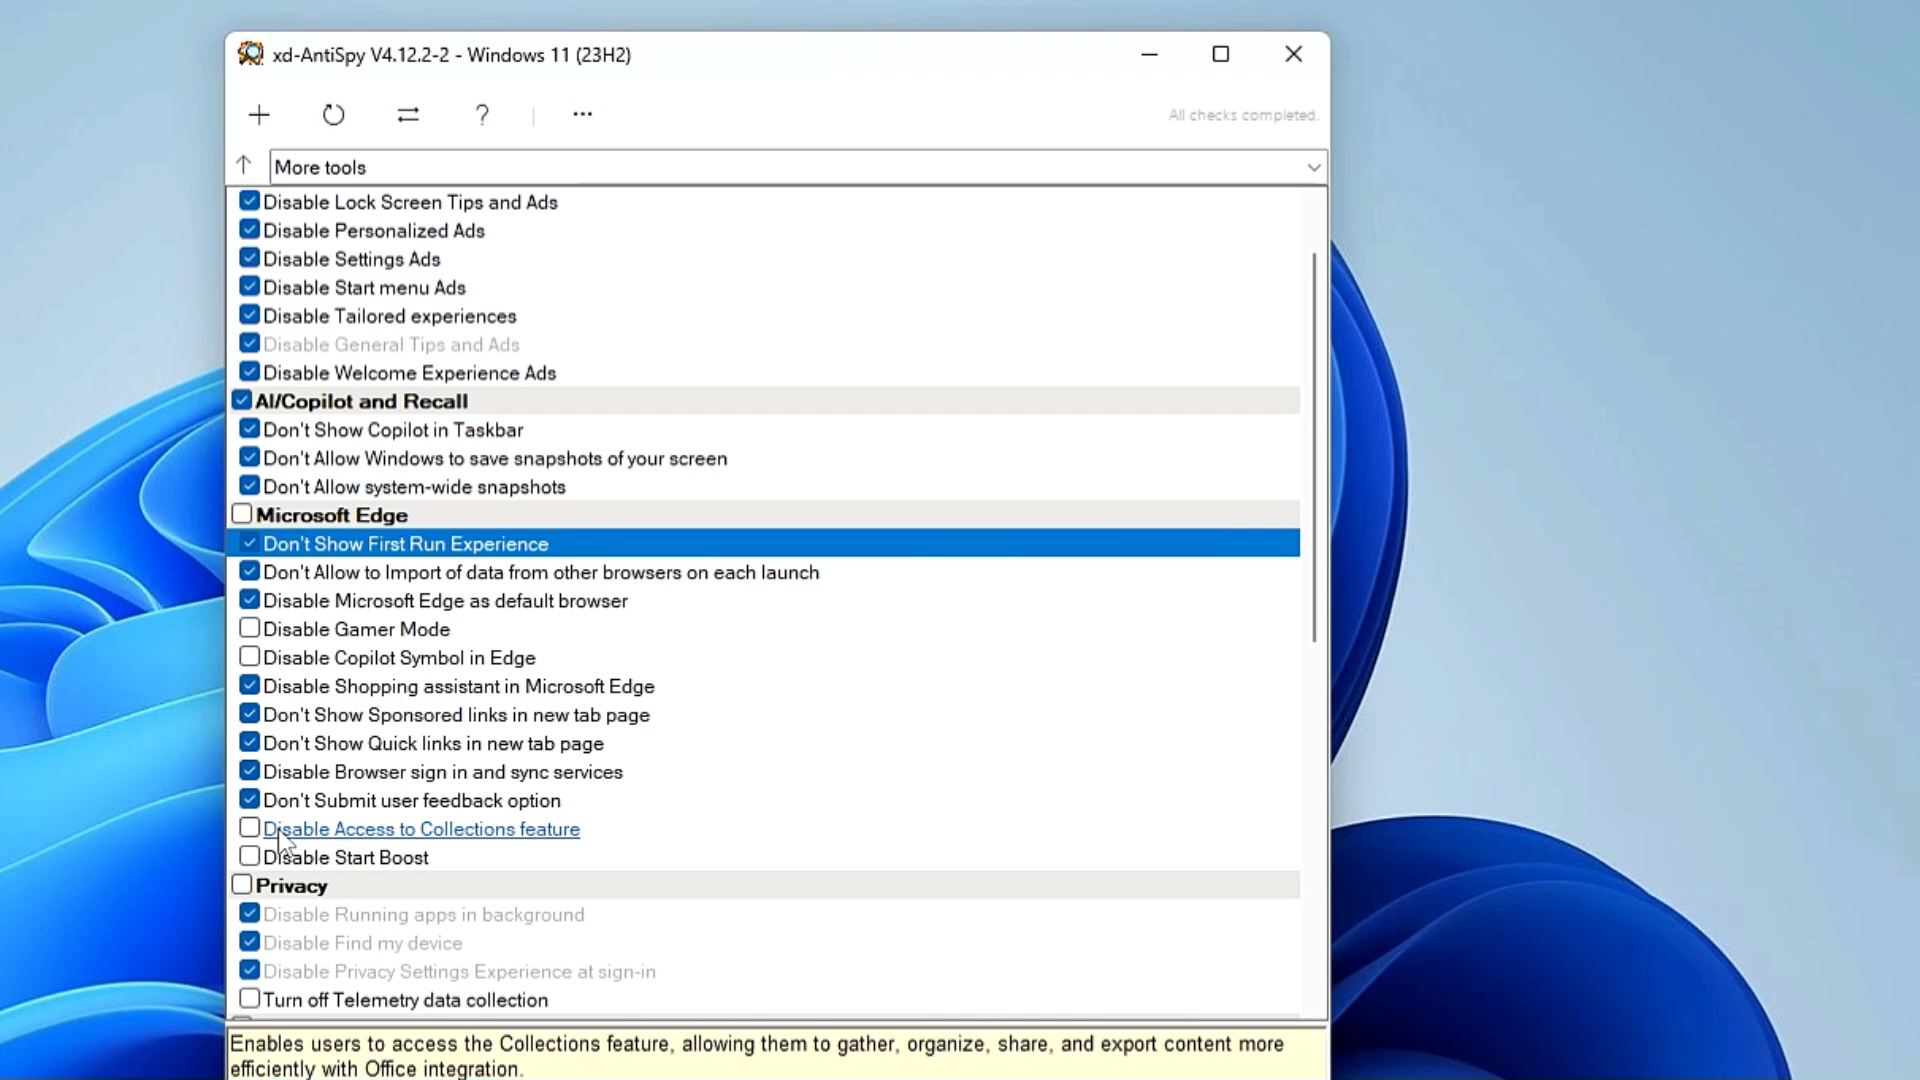 xd-AntiSpy V4.12.2-2 - Windows 11 (23H2)
All checks completed.
More tools
Disable Lock Screen Tips and Ads
Disable Personalized Ads
Disable Settings Ads
Disable Start menu Ads
Disable Tailored experiences
Disable General Tips and Ads
Disable Welcome Experience Ads
AI/Copilot and Recall
Don't Show Copilot in Taskbar
Don't Allow Windows to save snapshots of your screen
Don't Allow system-wide snapshots
Microsoft Edge
Don't Show First Run Experience
Don't Allow to Import of data from other browsers on each launch
Disable Microsoft Edge as default browser
Disable Gamer Mode
Disable Copilot Symbol in Edge
Disable Shopping assistant in Microsoft Edge
Don't Show Sponsored links in new tab page
Don't Show Quick links in new tab page
Disable Browser sign in and sync services
Don't Submit user feedback option
Disable Access to Collections feature
Disable Start Boost
Privacy
Disable Running apps in background
Disable Find my device
Disable Privacy Settings Experience at sign-in
Turn off Telemetry data collection
Enables users to access the Collections feature, allowing them to gather, organize, share, and export content more
efficiently with Office integration.